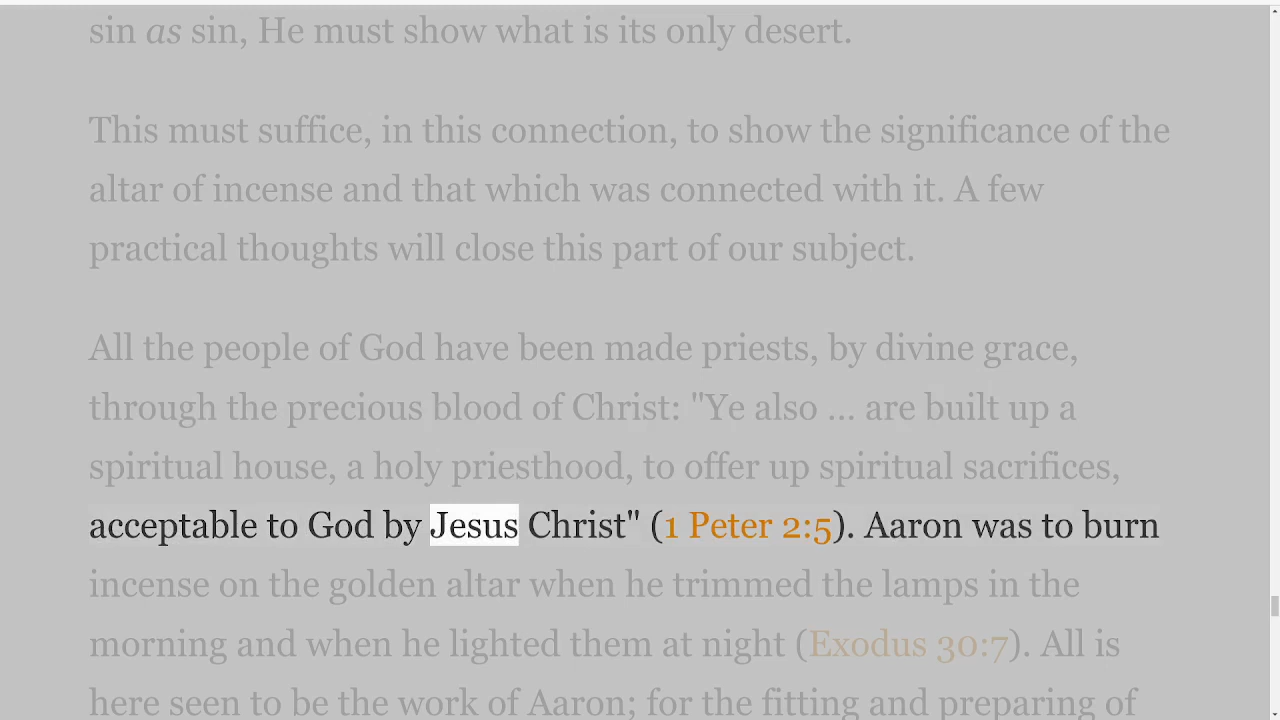 sin as sin, He must show what is its only desert.
This must suffice, in this connection, to show the significance of the
altar of incense and that which was connected with it. A few
practical thoughts will close this part of our subject.
All the people of God have been made priests, by divine grace,
through the precious blood of Christ: "Ye also ... are built up a
spiritual house, a holy priesthood, to offer up spiritual sacrifices,
acceptable to God by Jesus Christ" (1 Peter 2:5). Aaron was to burn
incense on the golden altar when he trimmed the lamps in the
morning and when he lighted them at night (Exodus 30:7). All is
here seen to be the work of Aaron; for the fitting and preparing of